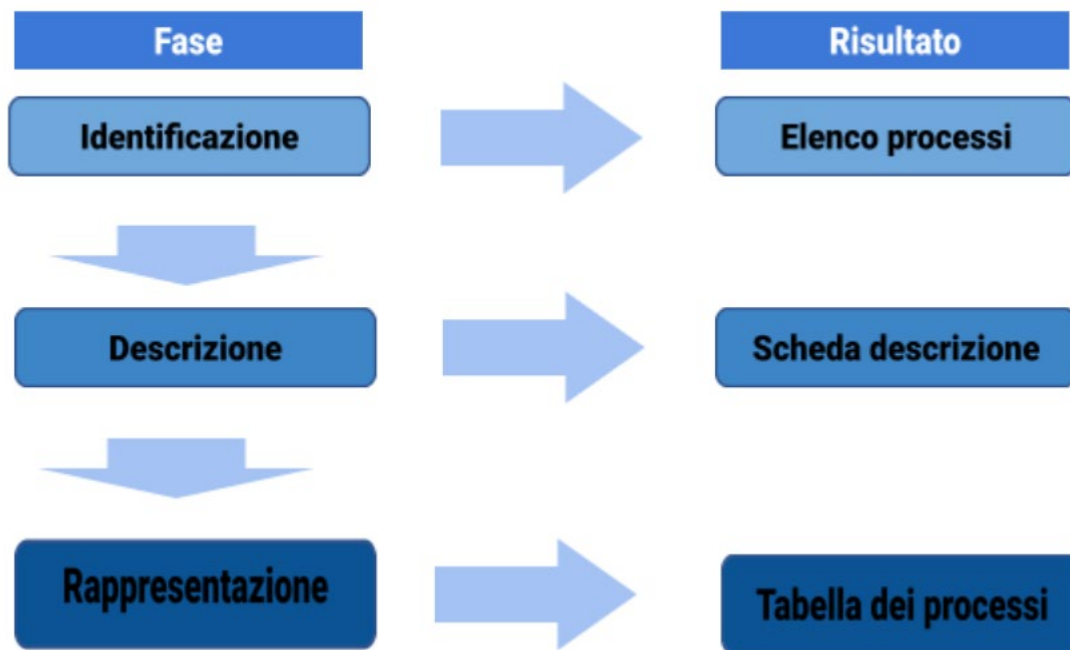 Fase
Risultato
Identificazione
Elenco processi
Descrizione
Scheda descrizione
Rappresentazione
Tabella dei processi